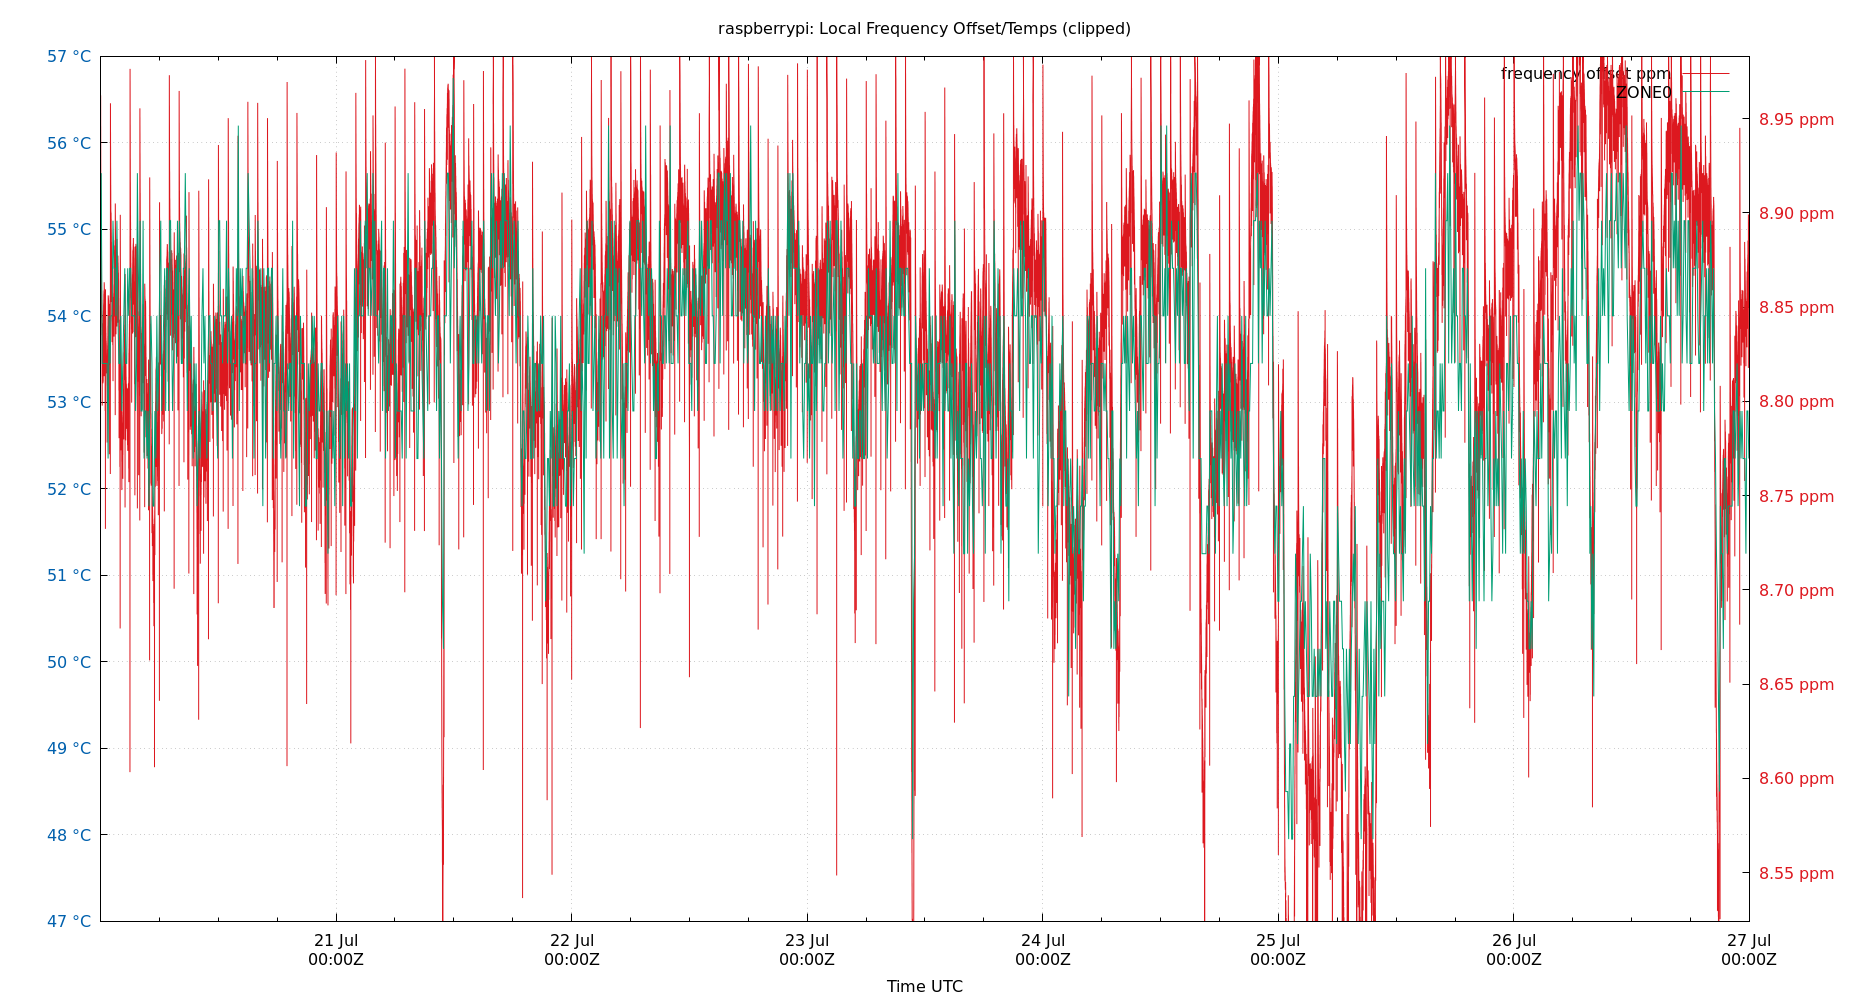 raspberrypi: Local Frequency Offset/Temps (clipped)
57 °C
56 °C
55 °C
54 °C
53 °C
52 °C
51 °C
50 °C
49 °C
48 °C
47 °C
frequency offset ppm
ZONE0
8.95 ppm
8.90 ppm
8.85 ppm
8.80 ppm
8.75 ppm
8.70 ppm
8.65 ppm
8.60 ppm
8.55 ppm
21 Jul 22 Jul 23 Jul 24 Jul 25 Jul 26 Jul 27 Jul
00:00Z 00:00Z 00:00Z 00:00Z 00:00Z 00:00Z 00:00Z
Time UTC